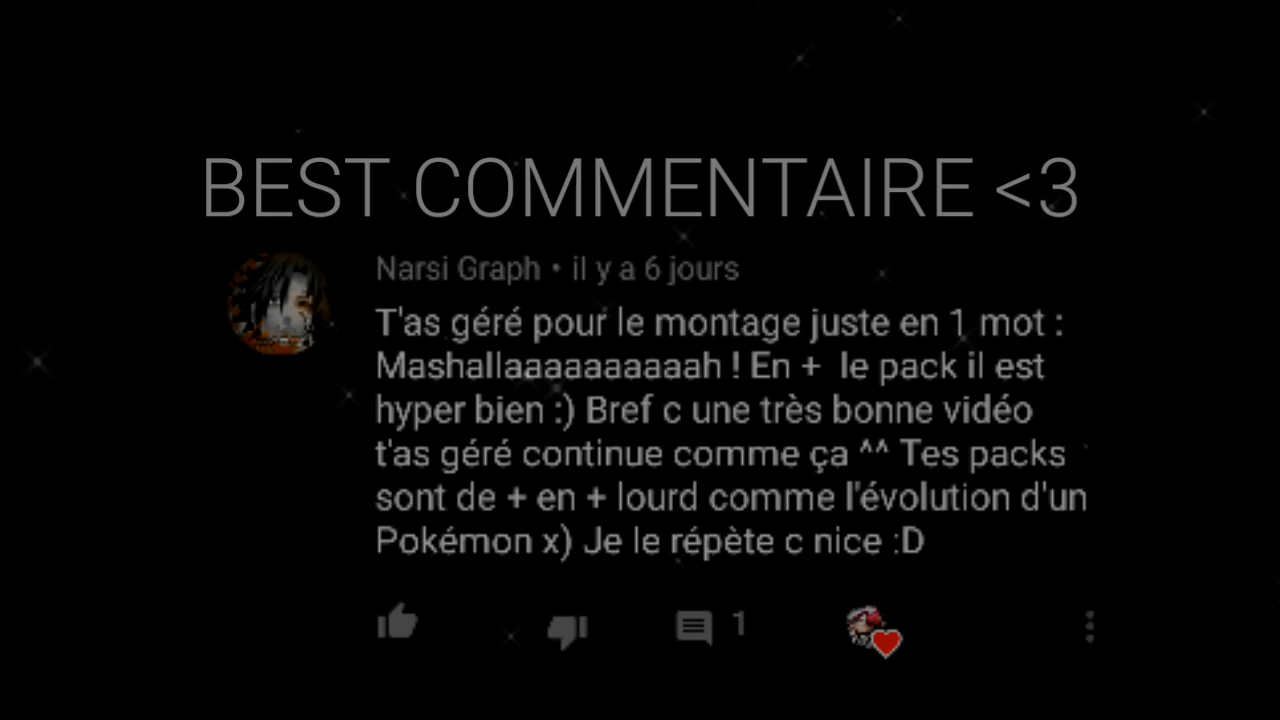 BEST COMMENTAIRE <3
Narsi Graph • il y a 6 jours
T'as géré pour le montage juste en 1 mot :
Mashallaaaaaaaaaaah ! En +  le pack il est
hyper bien :) Bref c une très bonne vidéo
t'as géré continue comme ça ^^ Tes packs
sont de + en + lourd comme l'évolution d'un
Pokémon x) Je le répète c nice :D
1